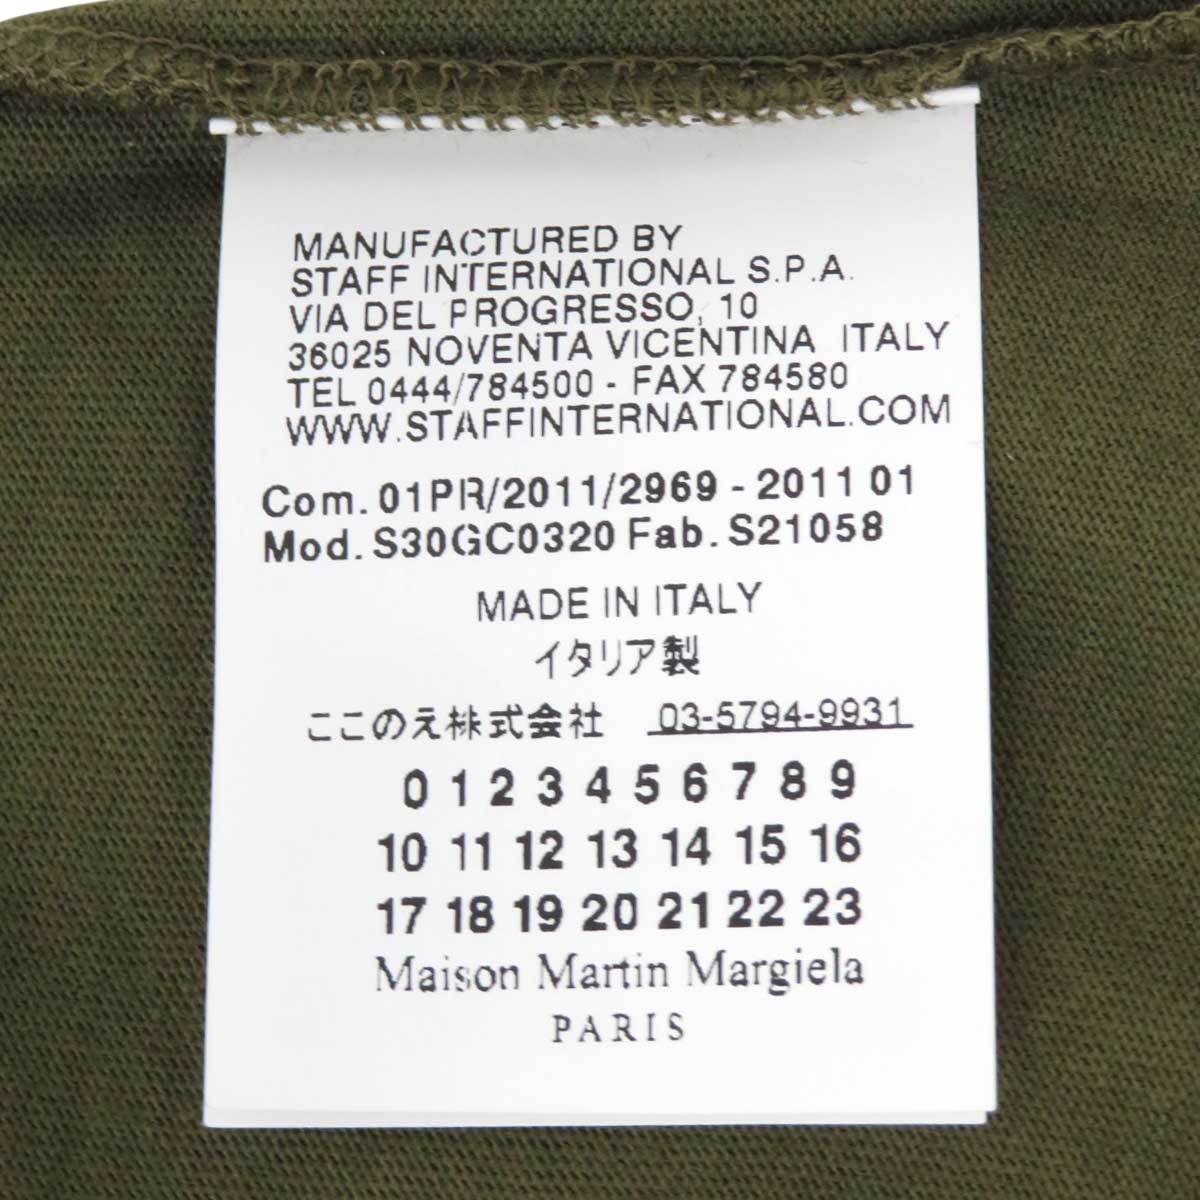 MANUFACTURED BY
STAFF INTERNATIONAL S.P.A.
VIA DEL PROGRESSO, 10
36025 NOVENTA VICENTINA ITALY
TEL 0444/784500 - FAX 784580
WWW.STAFFINTERNATIONAL.COM
Com. 01PR/2011/2969 - 2011 01
Mod. S30GC0320 Fab. S21058
MADE IN ITALY
イタリア製
ここのえ株式会社 03-5794-9931
0 1 2 3 4 5 6 7 8 9
10 11 12 13 14 15 16
17 18 19 20 21 22 23
Maison Martin Margiela
PARIS